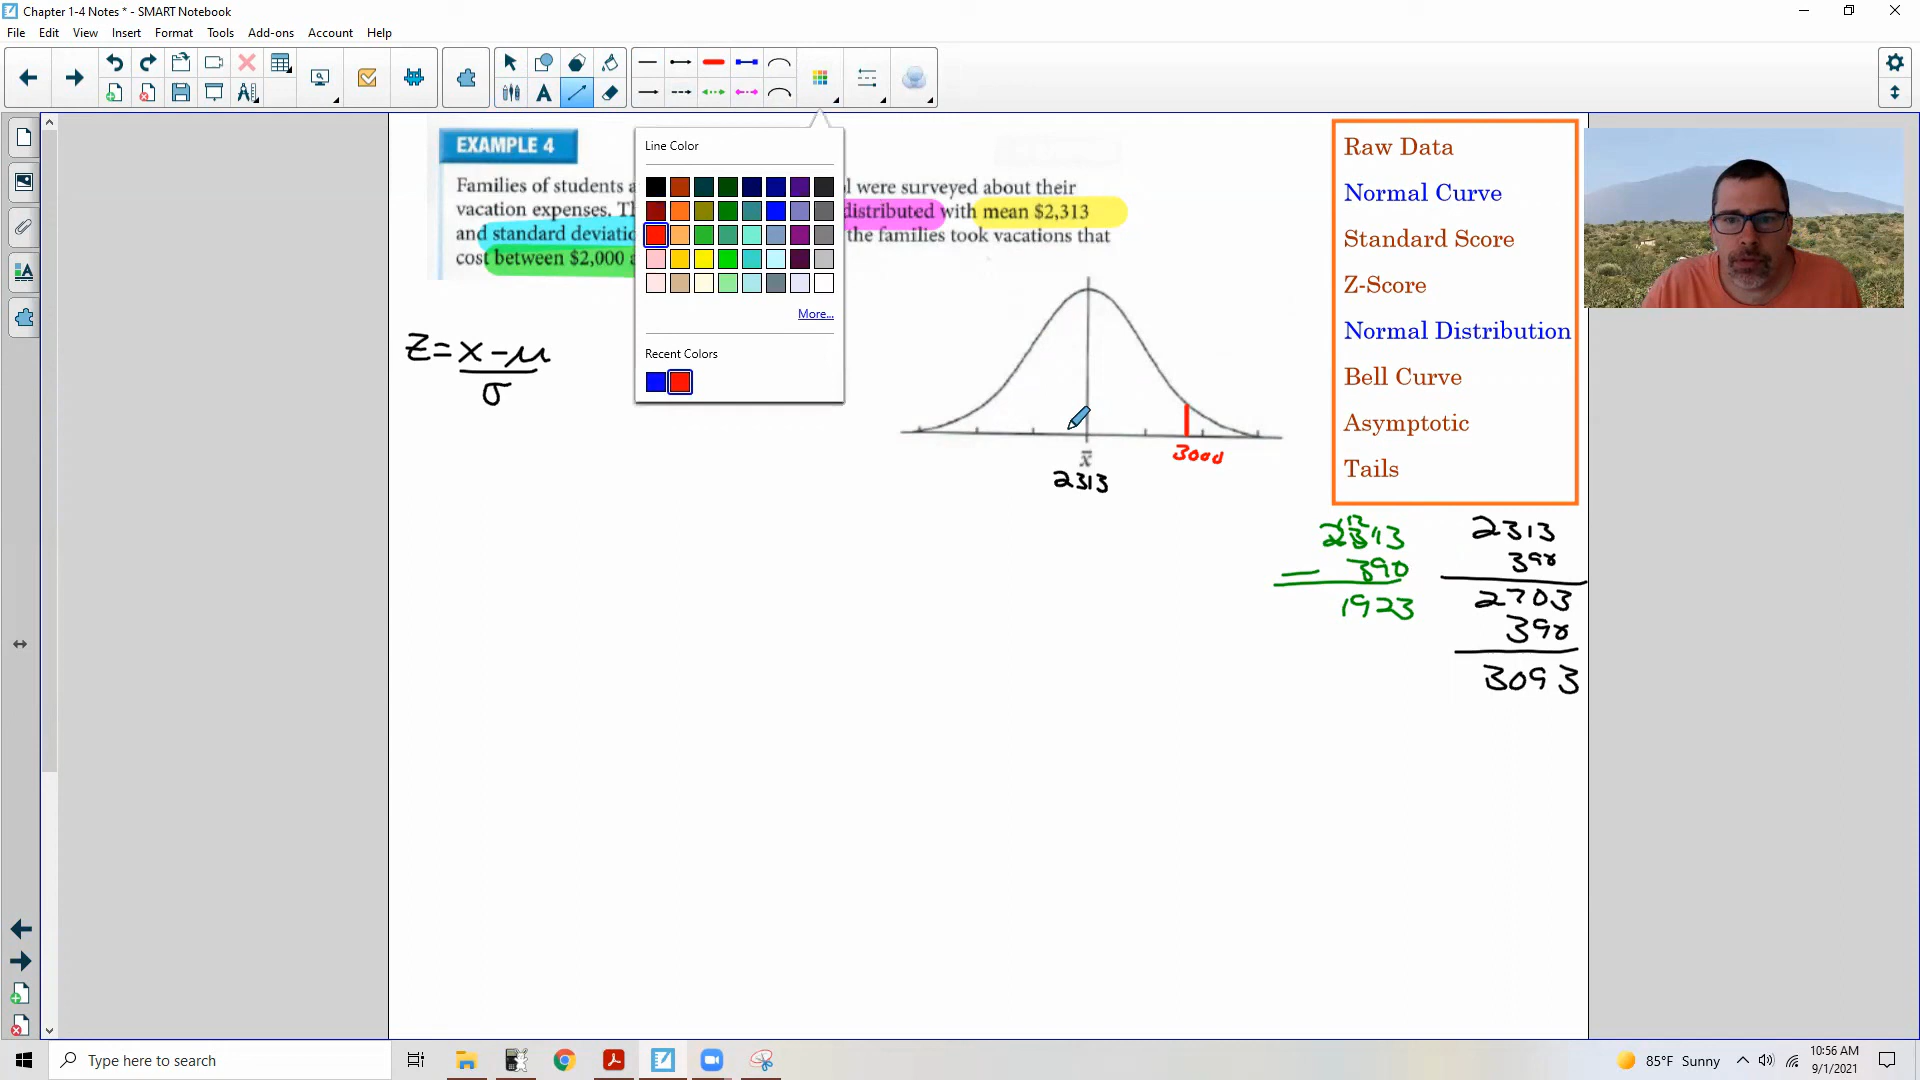 Chapter 1-4 Notes * - SMART Notebook
File Edit View Insert Format Tools Add-ons Account Help
Line Color
More...
Recent Colors
EXAMPLE 4
Families of students a l were surveyed about their
vacation expenses. Th distributed with mean $2,313
and standard deviatio the families took vacations that
cost between $2,000 a
Z=x-μ
σ
x̄
2313
3000
Raw Data
Normal Curve
Standard Score
Z-Score
Normal Distribution
Bell Curve
Asymptotic
Tails
2313
- 390
1923
2313
390
2703
390
3093
Type here to search
85°F Sunny
10:56 AM
9/1/2021